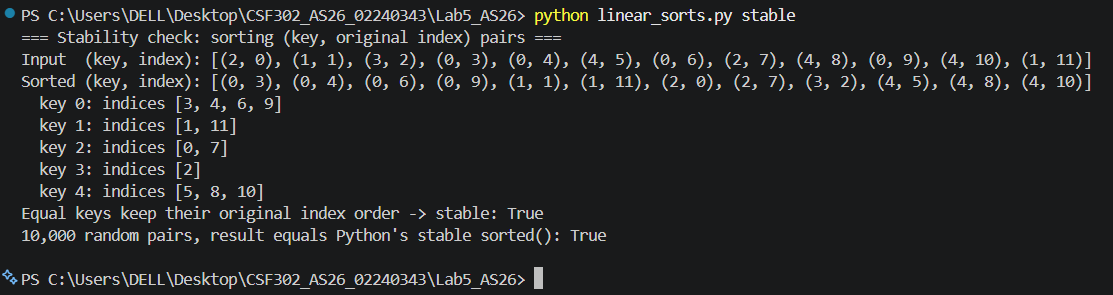 PS C:\Users\DELL\Desktop\CSF302_AS26_02240343\Lab5_AS26> python linear_sorts.py stable
=== Stability check: sorting (key, original index) pairs ===
Input  (key, index): [(2, 0), (1, 1), (3, 2), (0, 3), (0, 4), (4, 5), (0, 6), (2, 7), (4, 8), (0, 9), (4, 10), (1, 11)]
Sorted (key, index): [(0, 3), (0, 4), (0, 6), (0, 9), (1, 1), (1, 11), (2, 0), (2, 7), (3, 2), (4, 5), (4, 8), (4, 10)]
  key 0: indices [3, 4, 6, 9]
  key 1: indices [1, 11]
  key 2: indices [0, 7]
  key 3: indices [2]
  key 4: indices [5, 8, 10]
Equal keys keep their original index order -> stable: True
10,000 random pairs, result equals Python's stable sorted(): True
PS C:\Users\DELL\Desktop\CSF302_AS26_02240343\Lab5_AS26>